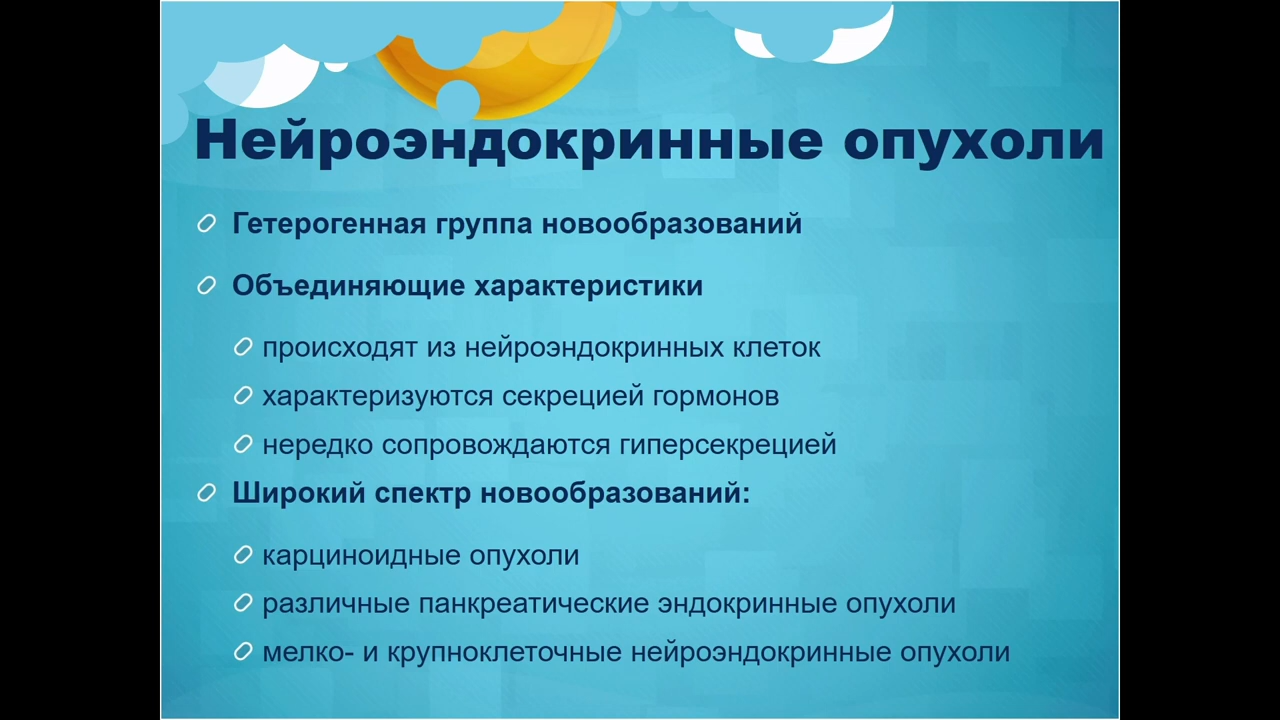 Нейроэндокринные опухоли
Гетерогенная группа новообразований
Объединяющие характеристики
происходят из нейроэндокринных клеток
характеризуются секрецией гормонов
нередко сопровождаются гиперсекрецией
Широкий спектр новообразований:
карциноидные опухоли
различные панкреатические эндокринные опухоли
мелко- и крупноклеточные нейроэндокринные опухоли